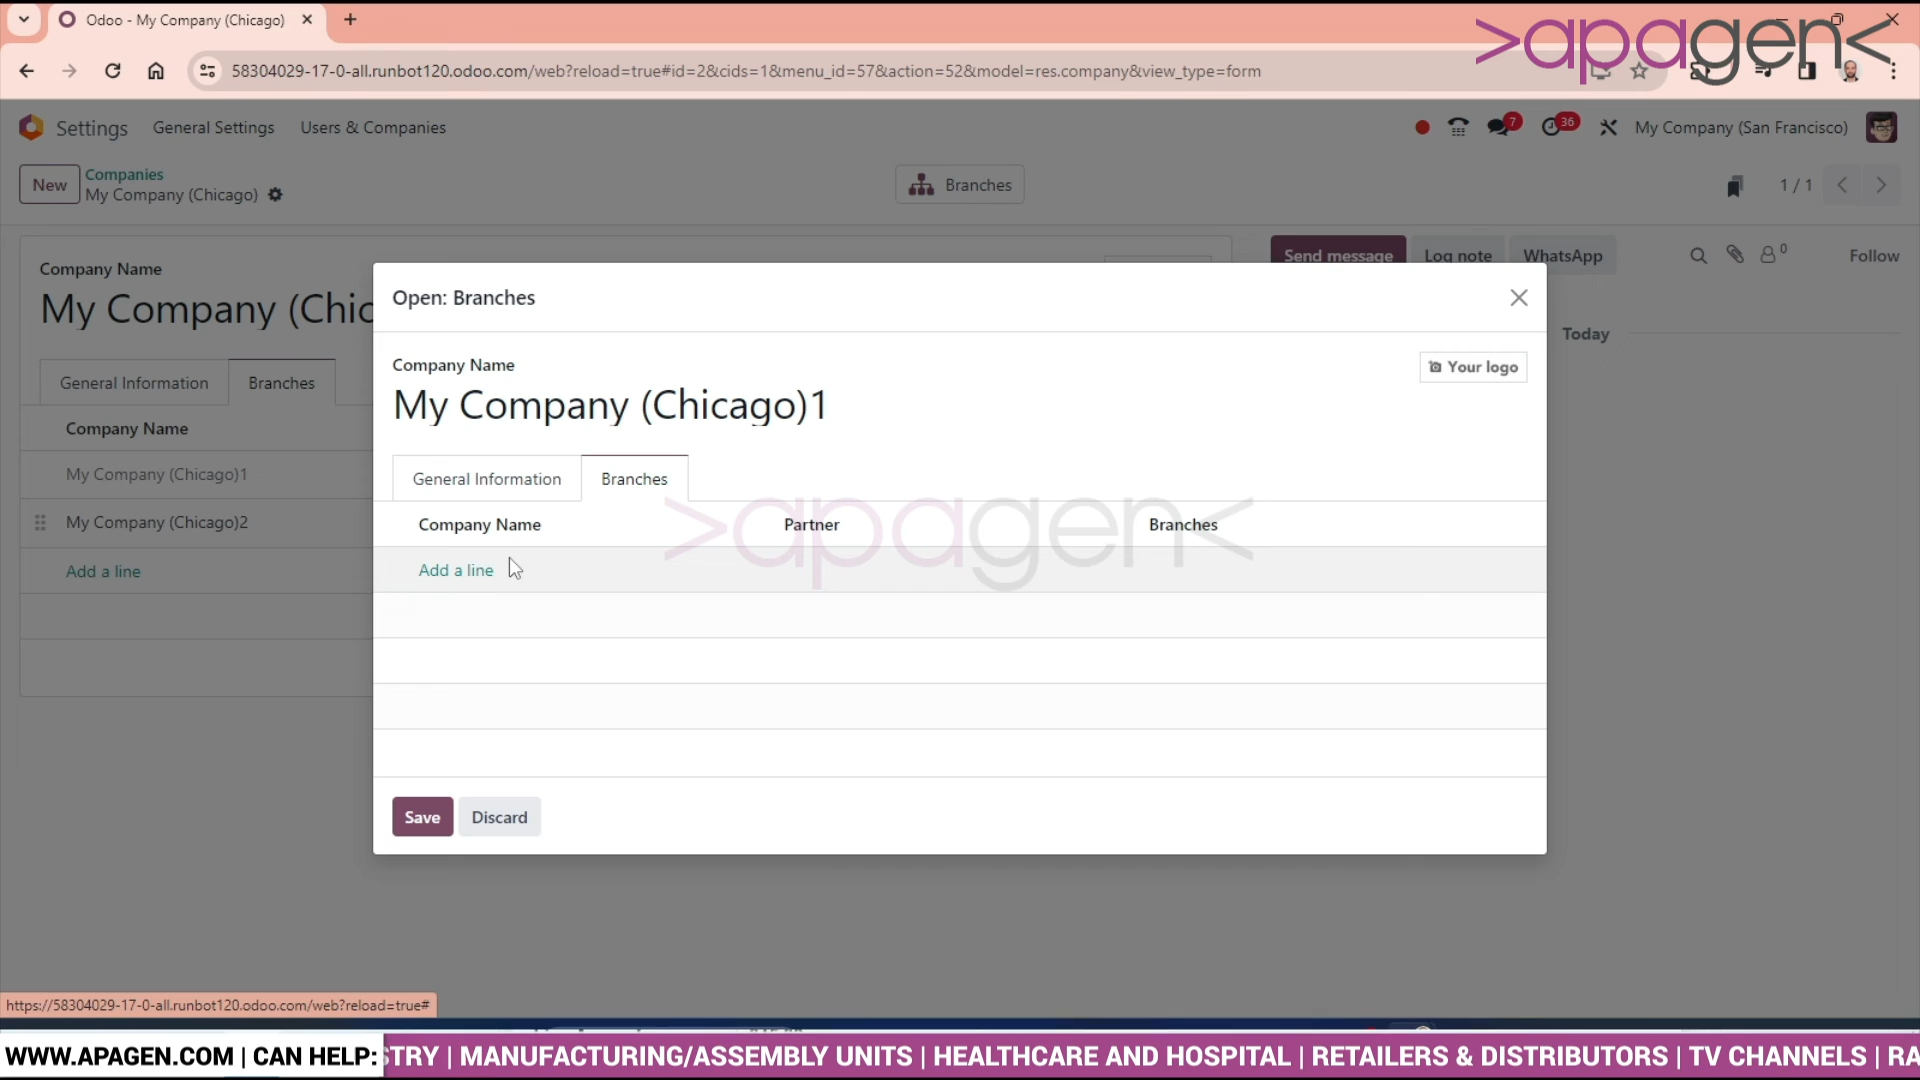 Odoo - My Company (Chicago)
>apagen<
58304029-17-0-all.runbot120.odoo.com/web?reload=true#id=2&cids=1&menu_id=57&action=52&model=res.company&view_type=form
Settings
General Settings
Users & Companies
7
36
My Company (San Francisco)
New
Companies
My Company (Chicago)
Branches
1 / 1
Send message
Log note
WhatsApp
0
Follow
Company Name
My Company (Chic
Today
General Information
Branches
Company Name
My Company (Chicago)1
My Company (Chicago)2
Add a line
Open: Branches
Company Name
Your logo
My Company (Chicago)1
General Information
Branches
>apagen<
Company Name
Partner
Branches
Add a line
Save
Discard
https://58304029-17-0-all.runbot120.odoo.com/web?reload=true#
WWW.APAGEN.COM | CAN HELP: STRY | MANUFACTURING/ASSEMBLY UNITS | HEALTHCARE AND HOSPITAL | RETAILERS & DISTRIBUTORS | TV CHANNELS | RA